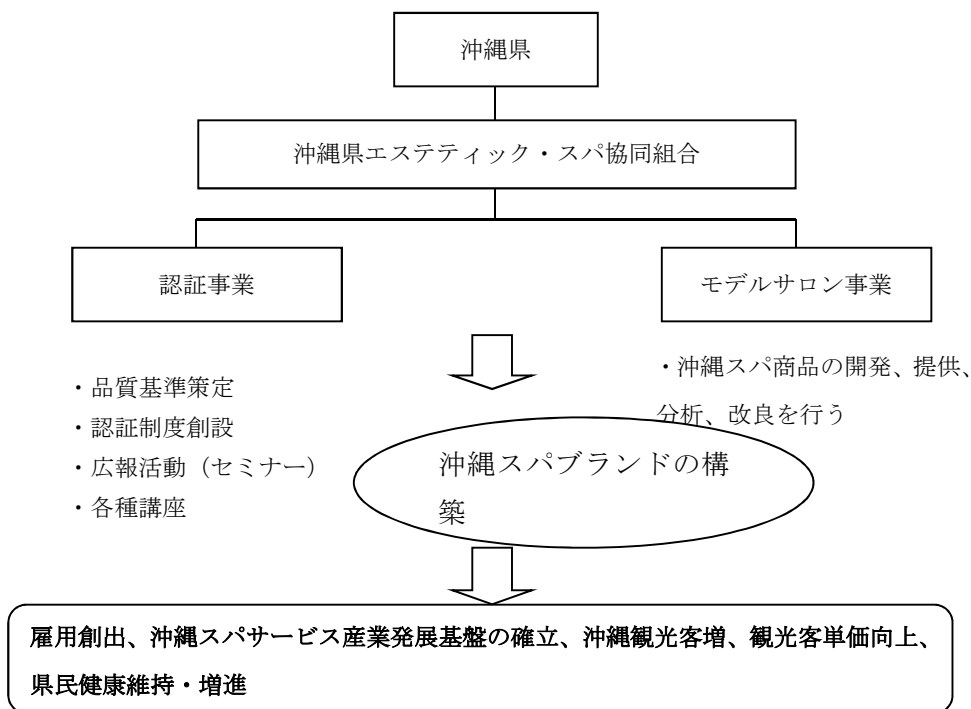 沖縄県
沖縄県エステティック・スパ協同組合
認証事業
モデルサロン事業
・品質基準策定
・認証制度創設
・広報活動（セミナー）
・各種講座
・沖縄スパ商品の開発、提供、
分析、改良を行う
沖縄スパブランドの構
築
雇用創出、沖縄スパサービス産業発展基盤の確立、沖縄観光客増、観光客単価向上、
県民健康維持・増進